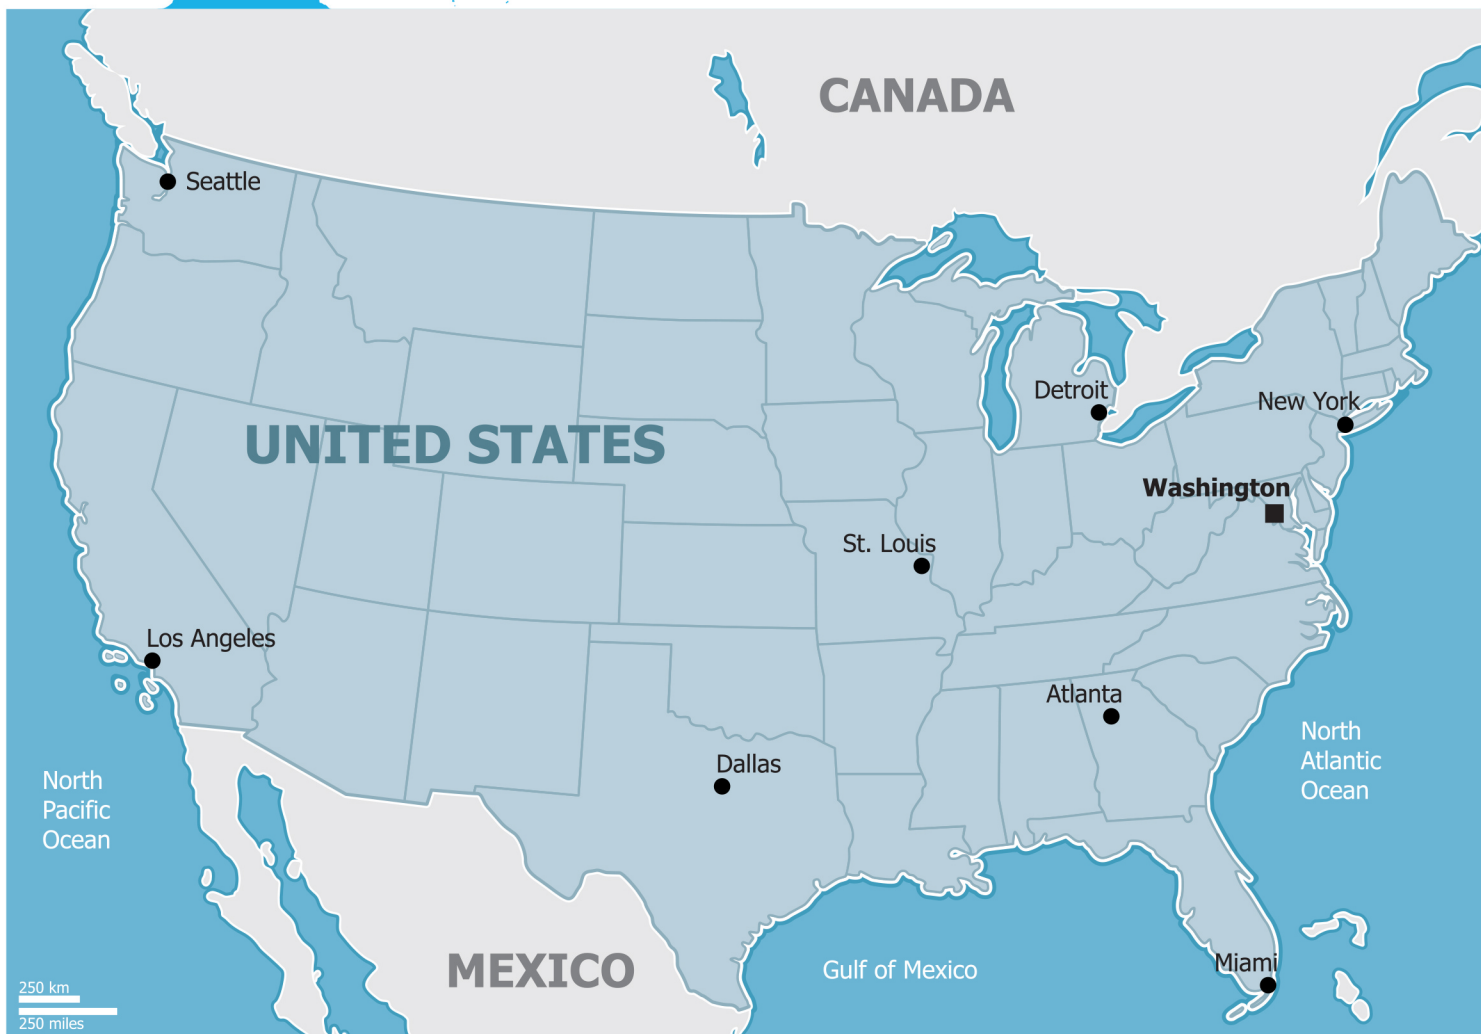 CANADA
Seattle
Detroit
New York
UNITED STATES
Washington
St. Louis
Los Angeles
Atlanta
North
Atlantic
Ocean
Dallas
North
Pacific
Ocean
MEXICO
Gulf of Mexico
Miami
250 km
250 miles